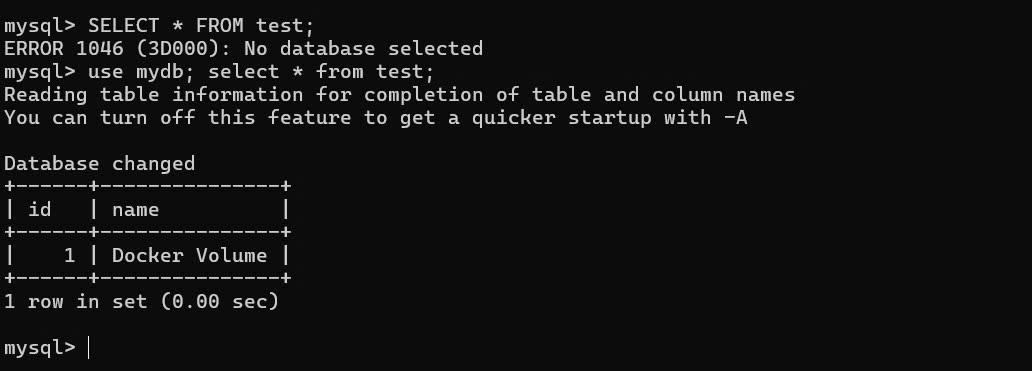 mysql> SELECT * FROM test;
ERROR 1046 (3D000): No database selected
mysql> use mydb; select * from test;
Reading table information for completion of table and column names
You can turn off this feature to get a quicker startup with -A

Database changed
+------+---------------+
| id   | name          |
+------+---------------+
|    1 | Docker Volume |
+------+---------------+
1 row in set (0.00 sec)

mysql>